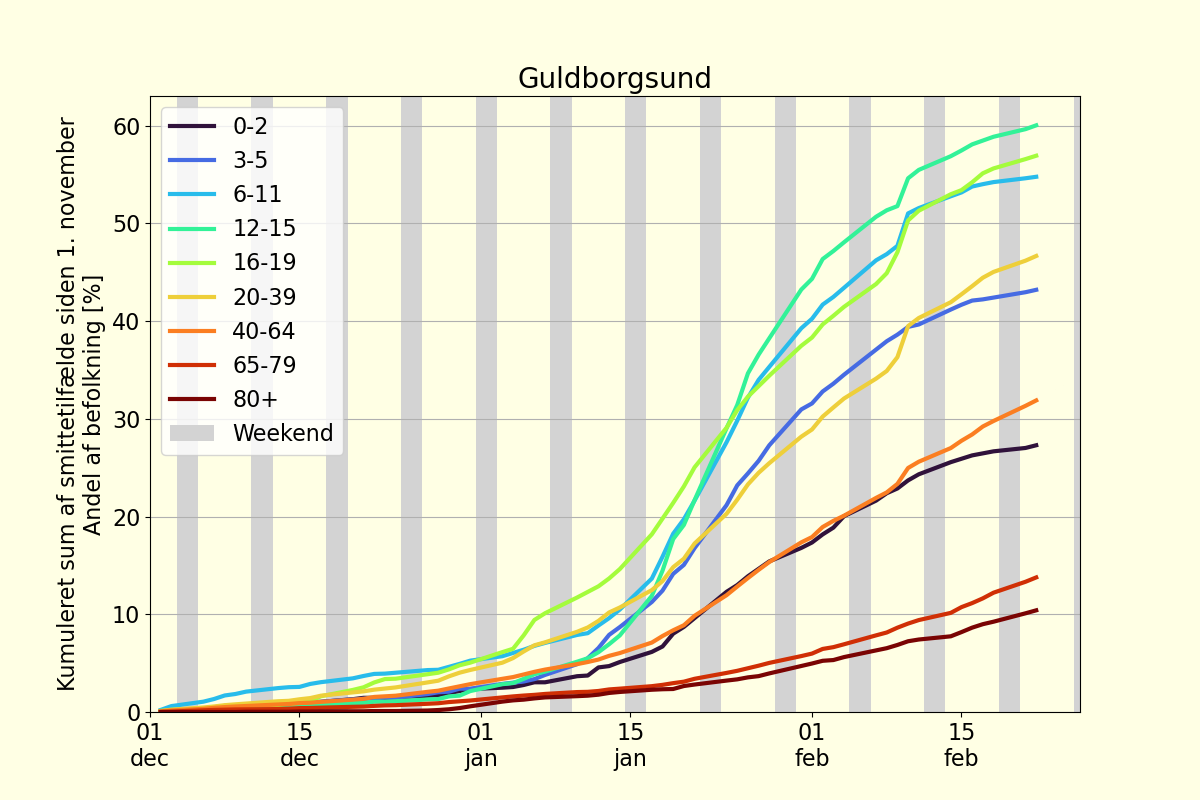 Guldborgsund
Kumuleret sum af smittetilfælde siden 1. november
Andel af befolkning [%]
60
50
40
30
20
10
0
0-2
3-5
6-11
12-15
16-19
20-39
40-64
65-79
80+
Weekend
01
dec
15
dec
01
jan
15
jan
01
feb
15
feb